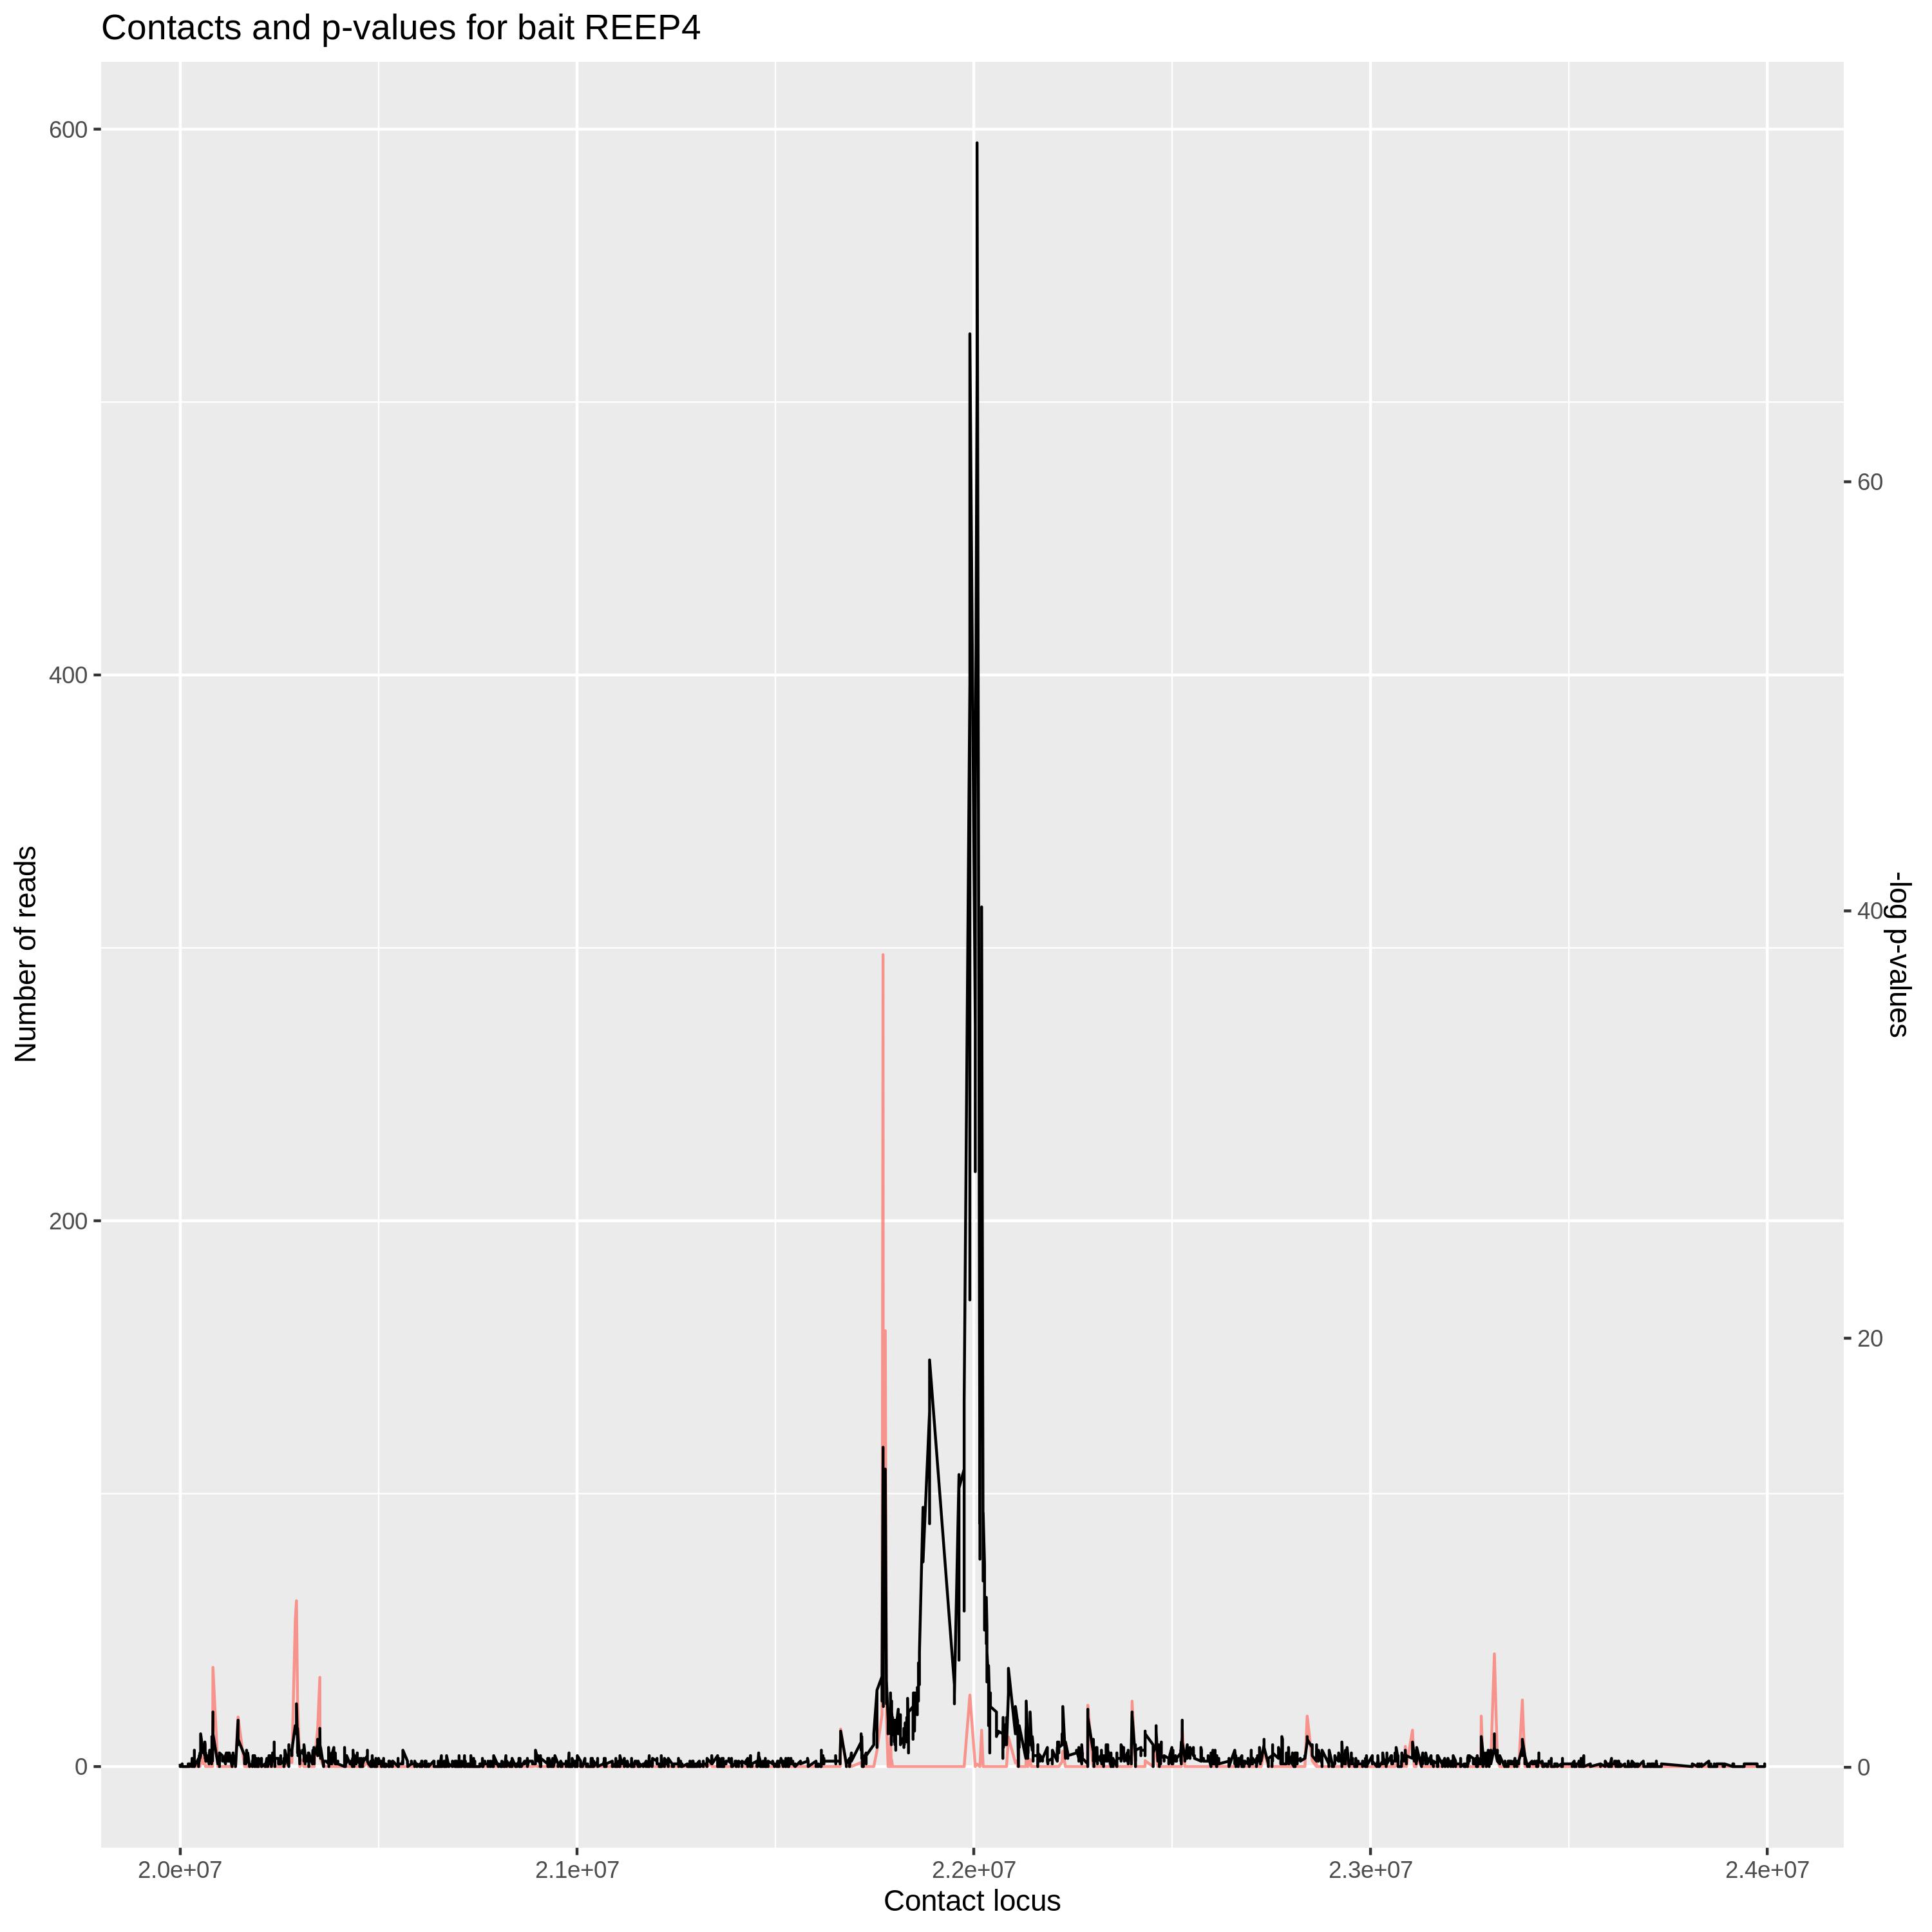 Contacts and p-values for bait REEP4
600
400
200
0
Number of reads
60
40
20
0
-log p-values
2.0e+07 2.1e+07 2.2e+07 2.3e+07 2.4e+07
Contact locus